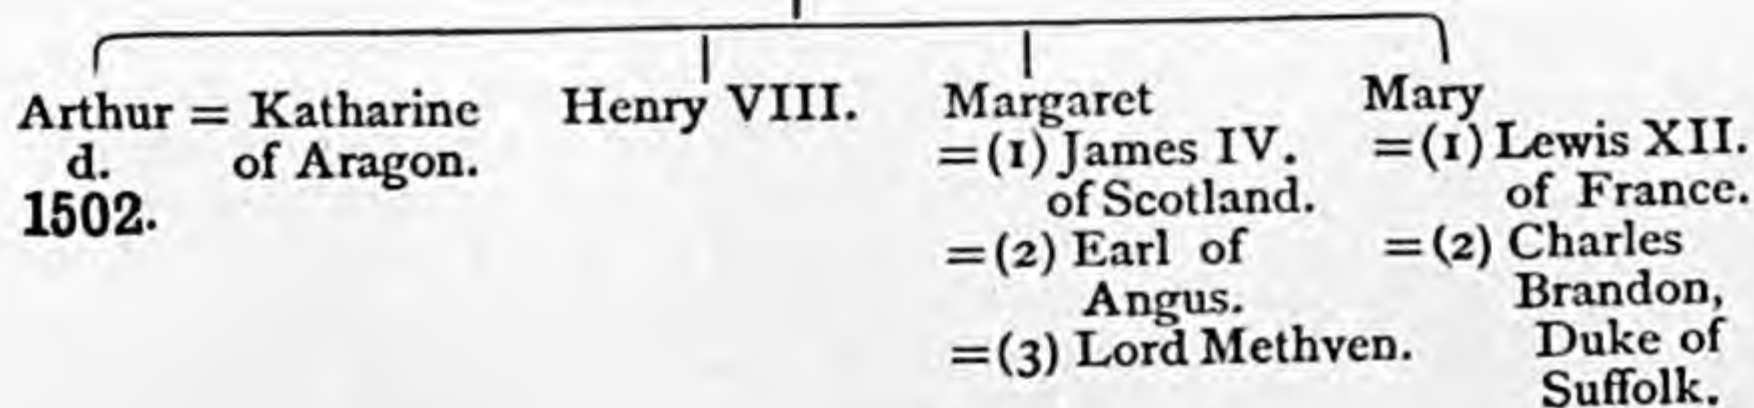 Arthur = Katharine
d. of Aragon.
1502.
Henry VIII.
Margaret
=(1) James IV.
of Scotland.
=(2) Earl of
Angus.
=(3) Lord Methven.
Mary
=(1) Lewis XII.
of France.
=(2) Charles
Brandon,
Duke of
Suffolk.